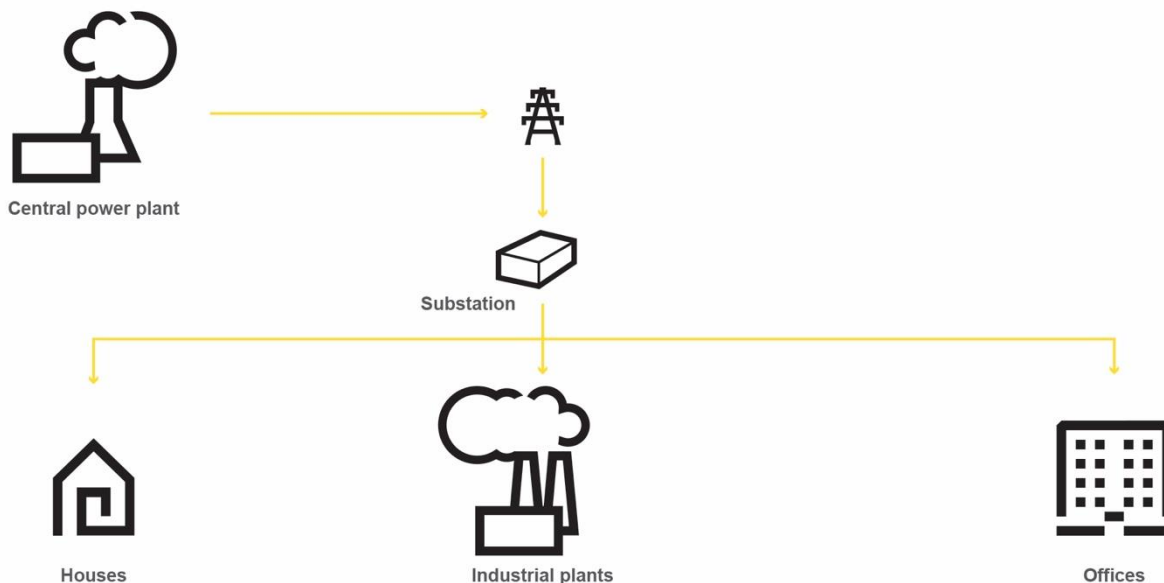 Central power plant
Substation
Houses
Industrial plants
Offices